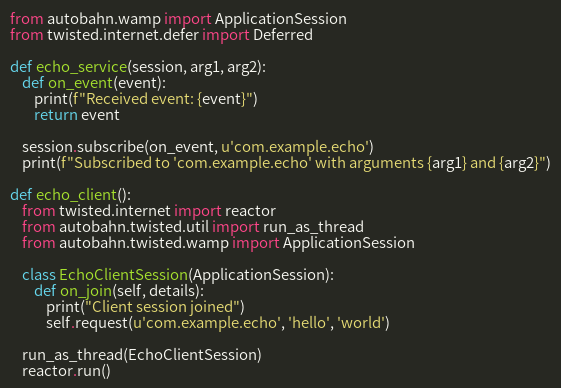 from autobahn.wamp import ApplicationSession
from twisted.internet.defer import Deferred

def echo_service(session, arg1, arg2):
    def on_event(event):
        print(f"Received event: {event}")
        return event

    session.subscribe(on_event, u'com.example.echo')
    print(f"Subscribed to 'com.example.echo' with arguments {arg1} and {arg2}")

def echo_client():
    from twisted.internet import reactor
    from autobahn.twisted.util import run_as_thread
    from autobahn.twisted.wamp import ApplicationSession

    class EchoClientSession(ApplicationSession):
        def on_join(self, details):
            print("Client session joined")
            self.request(u'com.example.echo', 'hello', 'world')

    run_as_thread(EchoClientSession)
    reactor.run()